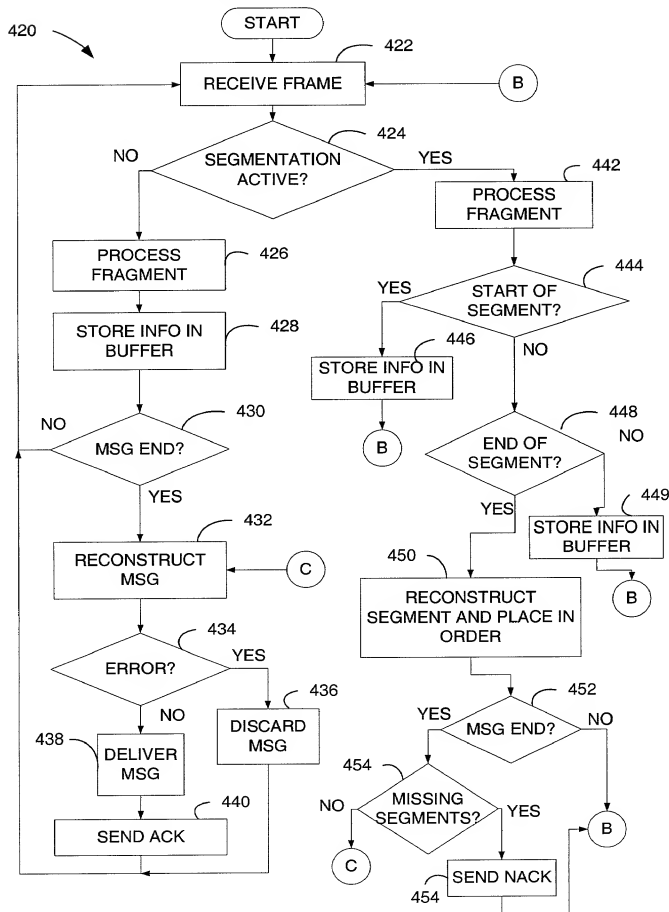 START
420
422
RECEIVE FRAME
B
424
NO
SEGMENTATION
ACTIVE?
YES
442
PROCESS
FRAGMENT
PROCESS
FRAGMENT
426
444
YES
START OF
SEGMENT?
STORE INFO IN
BUFFER
428
446
NO
STORE INFO IN
BUFFER
NO
430
448
NO
MSG END?
B
END OF
SEGMENT?
YES
YES
449
432
STORE INFO IN
BUFFER
RECONSTRUCT
MSG
C
450
B
RECONSTRUCT
SEGMENT AND PLACE IN
ORDER
434
ERROR?
YES
452
436
YES
MSG END?
NO
NO
438
DELIVER
MSG
DISCARD
MSG
454
440
NO
MISSING
SEGMENTS?
YES
B
SEND ACK
C
SEND NACK
454